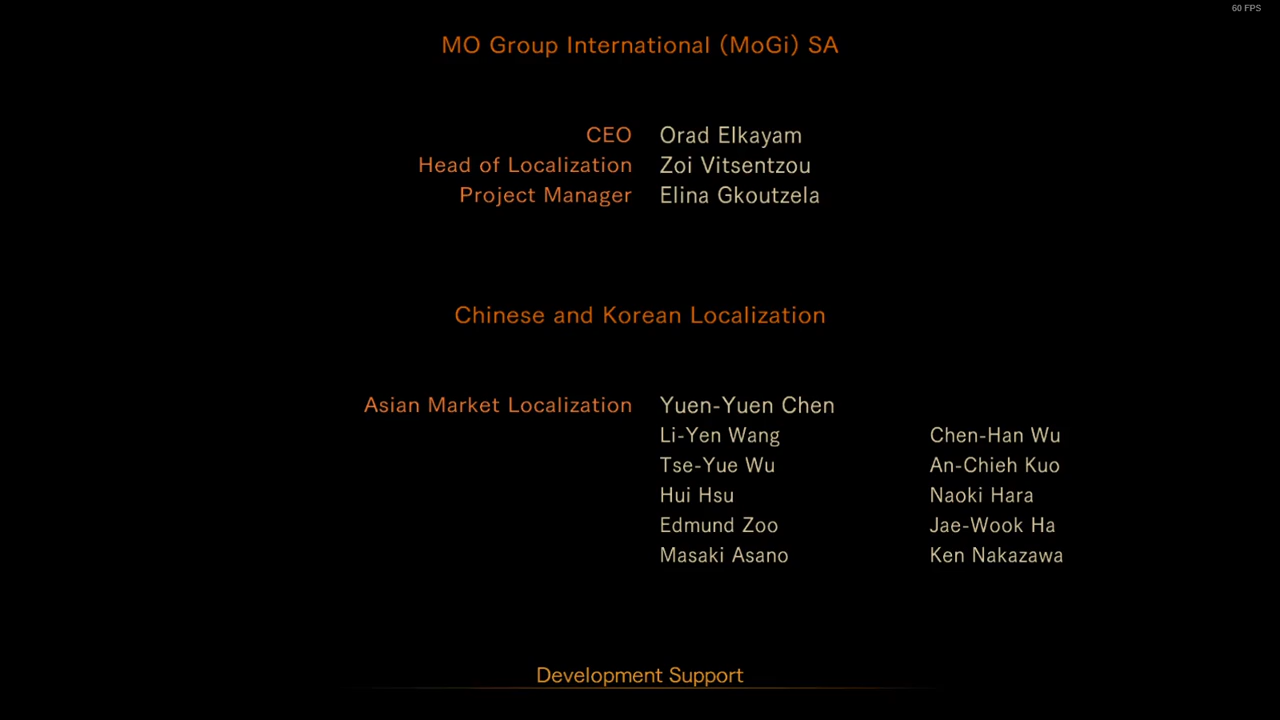 60 FPS
MO Group International (MoGi) SA
CEO Orad Elkayam
Head of Localization Zoi Vitsentzou
Project Manager Elina Gkoutzela
Chinese and Korean Localization
Asian Market Localization Yuen-Yuen Chen
Li-Yen Wang Chen-Han Wu
Tse-Yue Wu An-Chieh Kuo
Hui Hsu Naoki Hara
Edmund Zoo Jae-Wook Ha
Masaki Asano Ken Nakazawa
Development Support